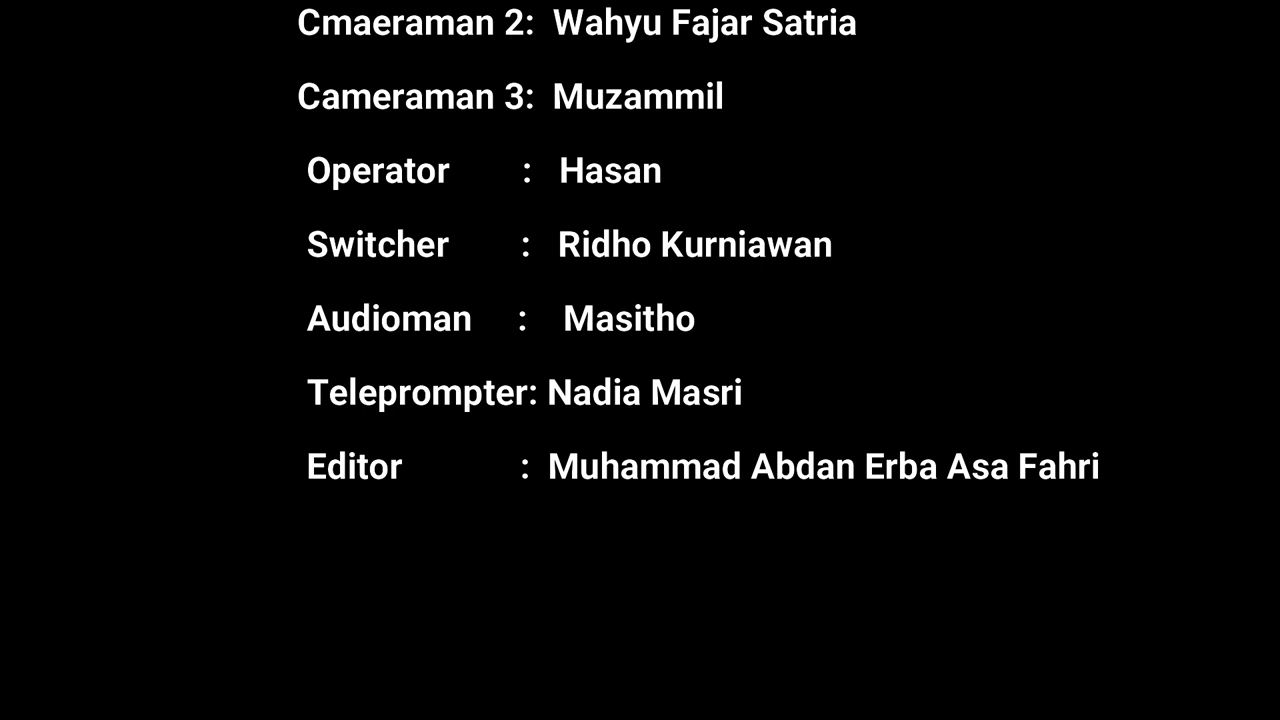 Cmaeraman 2: Wahyu Fajar Satria
Cameraman 3: Muzammil
Operator : Hasan
Switcher : Ridho Kurniawan
Audioman : Masitho
Teleprompter: Nadia Masri
Editor : Muhammad Abdan Erba Asa Fahri